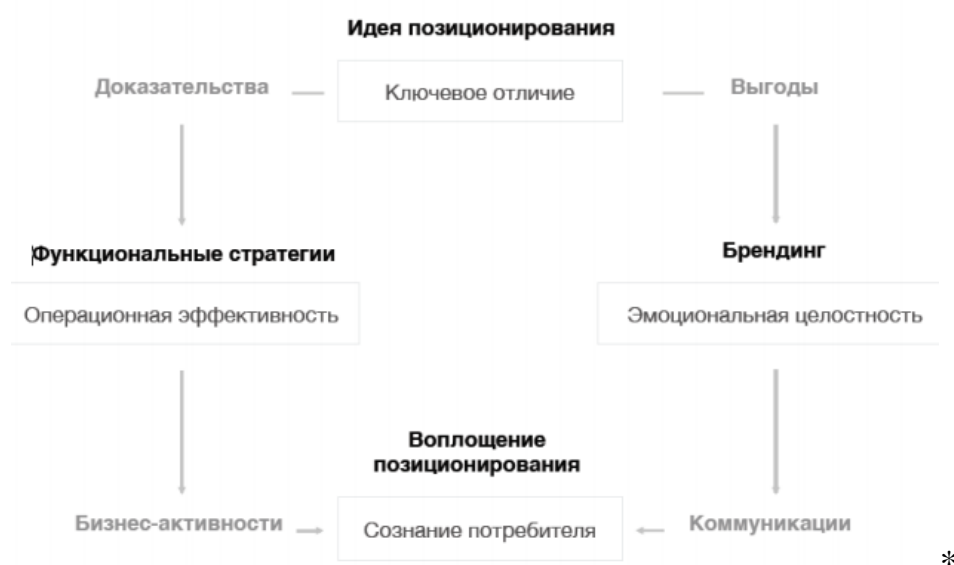 Идея позиционирования
Доказательства
Ключевое отличие
Выгоды
Функциональные стратегии
Брендинг
Операционная эффективность
Эмоциональная целостность
Воплощение
позиционирования
Бизнес-активности
Сознание потребителя
Коммуникации
*